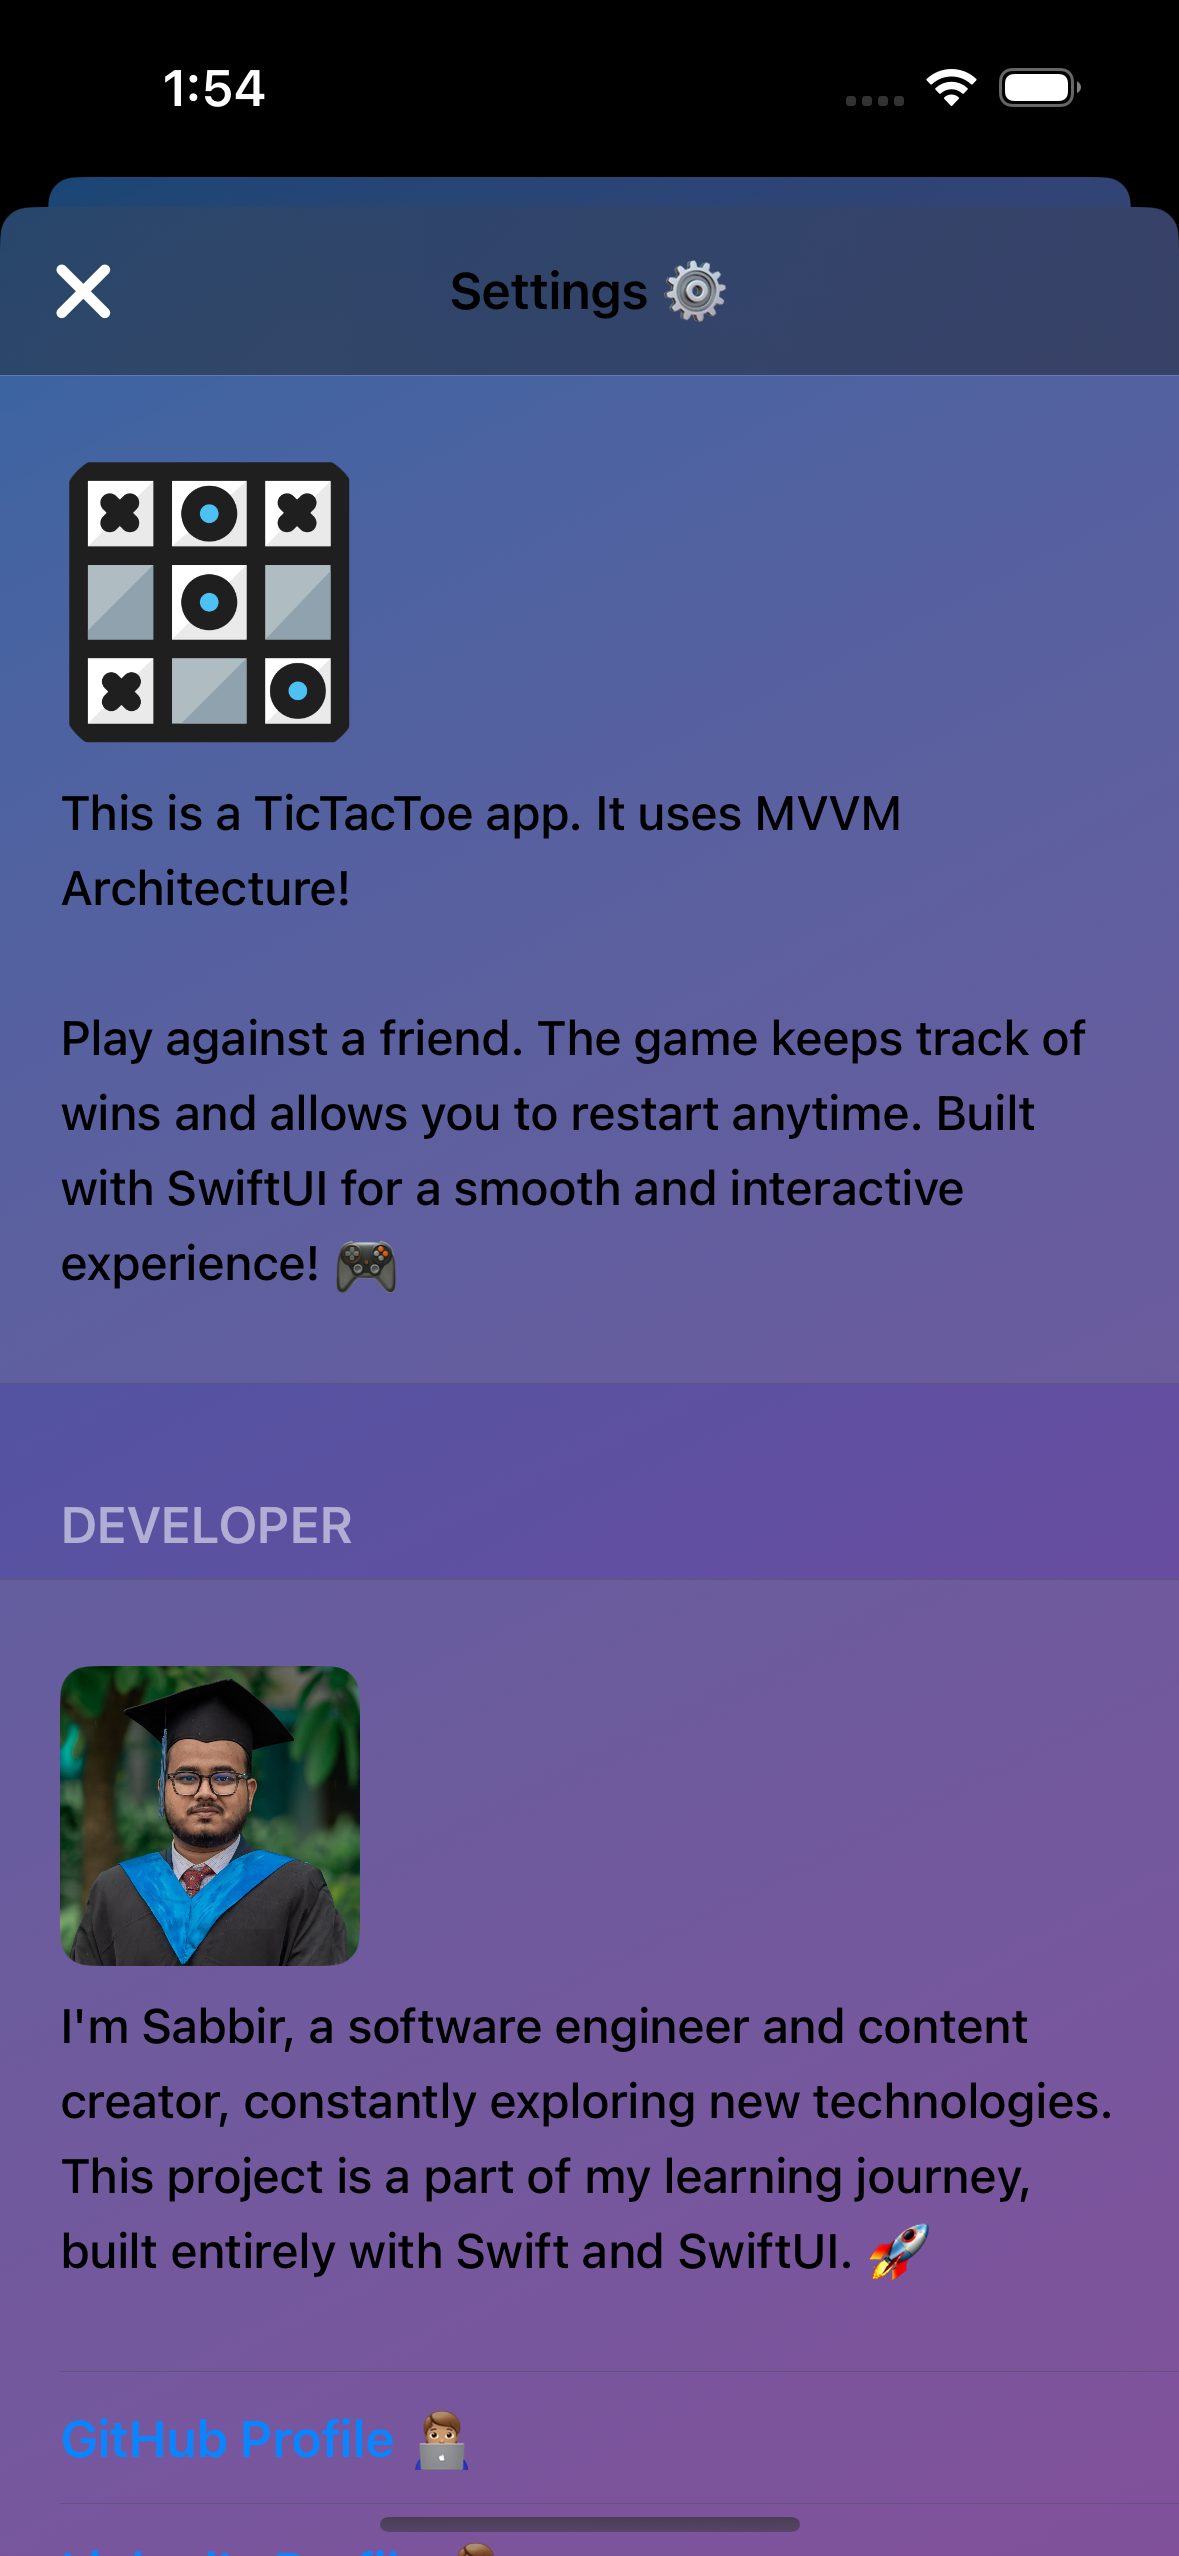 1:54
Settings ⚙️
This is a TicTacToe app. It uses MVVM
Architecture!
Play against a friend. The game keeps track of
wins and allows you to restart anytime. Built
with SwiftUI for a smooth and interactive
experience! 🎮
DEVELOPER
I'm Sabbir, a software engineer and content
creator, constantly exploring new technologies.
This project is a part of my learning journey,
built entirely with Swift and SwiftUI. 🚀
GitHub Profile 🧑🏽‍💻